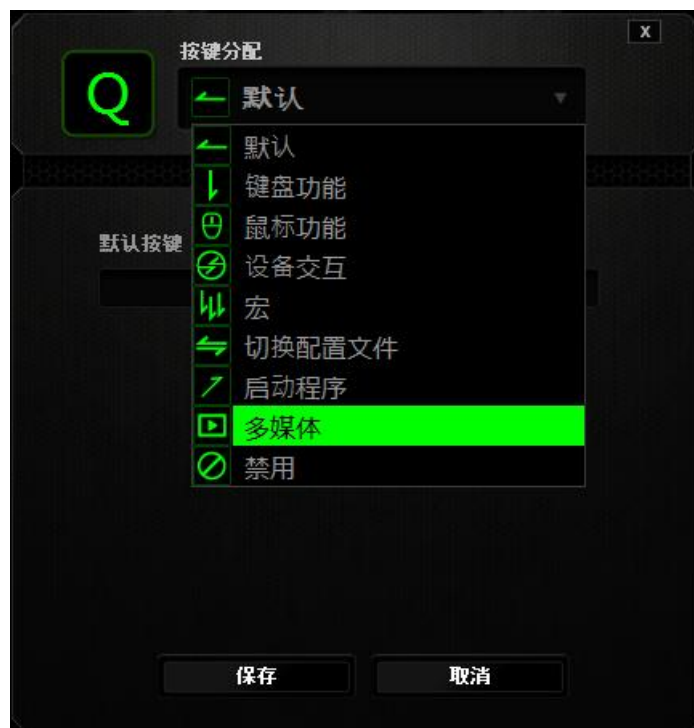 X
按键分配
Q
默认
默认
键盘功能
鼠标功能
默认按键
设备交互
宏
切换配置文件
启动程序
多媒体
禁用
保存
取消